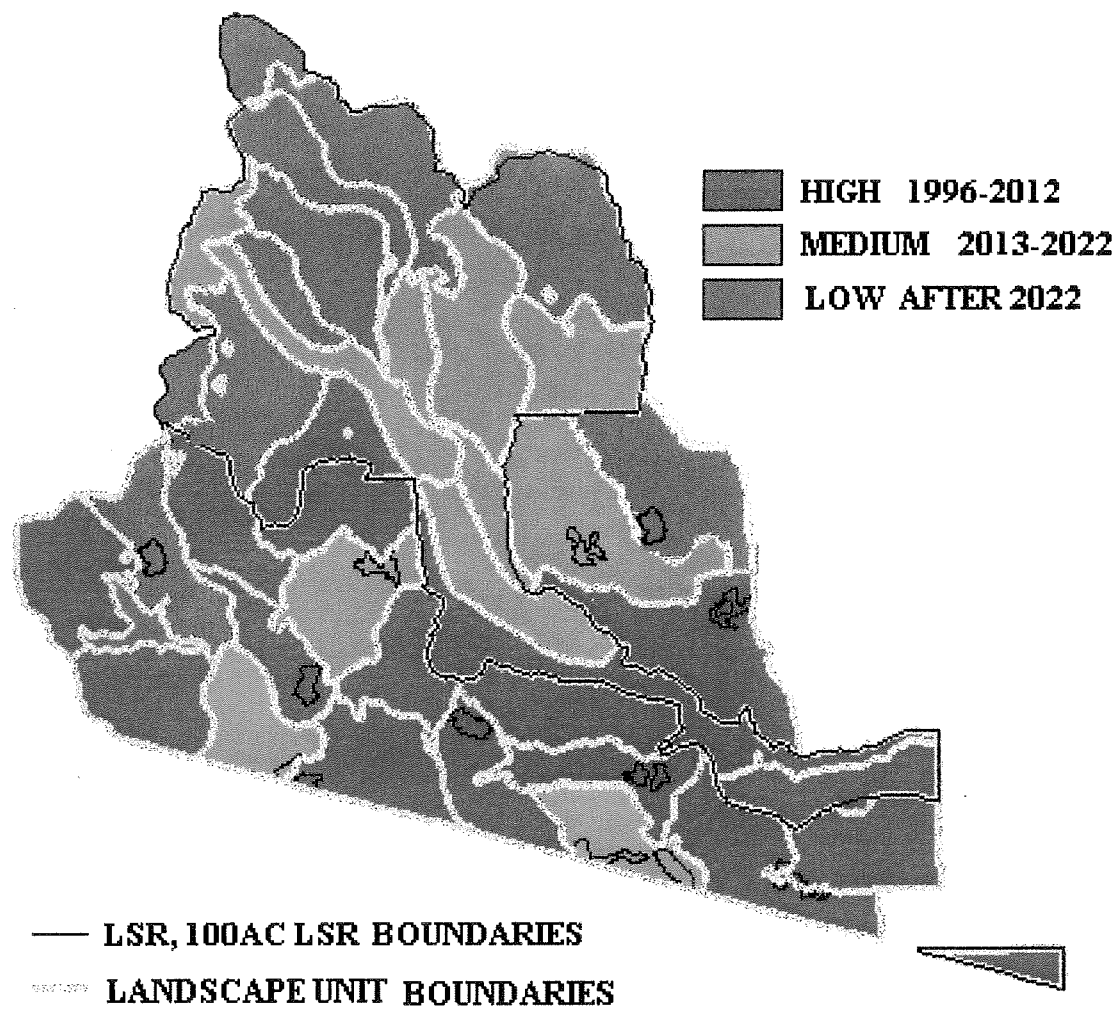 HIGH 1996-2012
MEDIUM 2013-2022
LOW AFTER 2022
LSR, 100AC LSR BOUNDARIES
LANDSCAPE UNIT BOUNDARIES